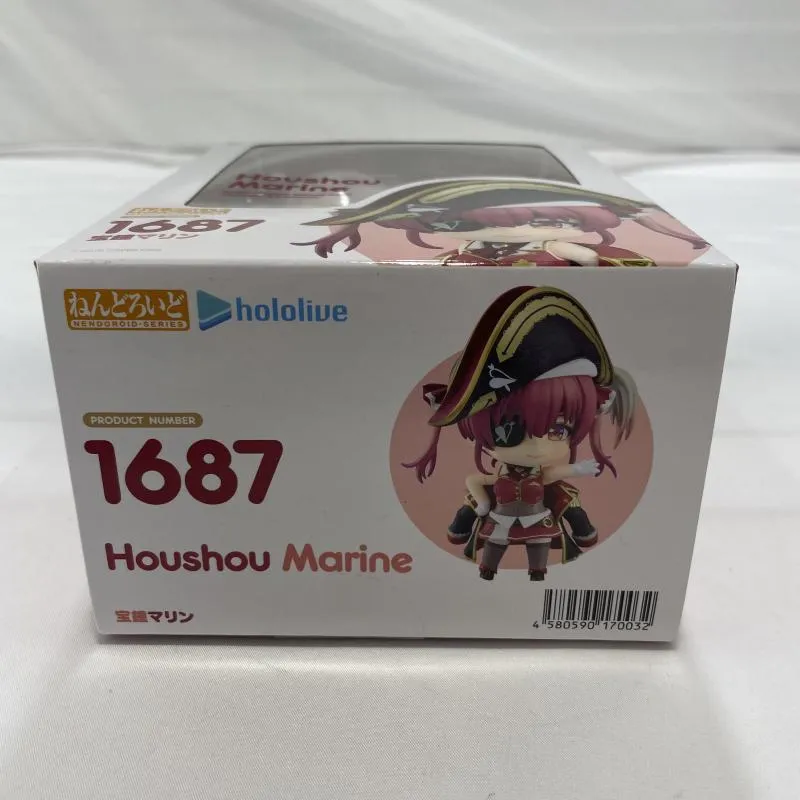 Houshou
Marine
1687
宝鐘マリン
ねんどろいど
NENDOROID-SERIES
hololive
PRODUCT NUMBER
1687
Houshou Marine
宝鐘マリン
4 580590 170032